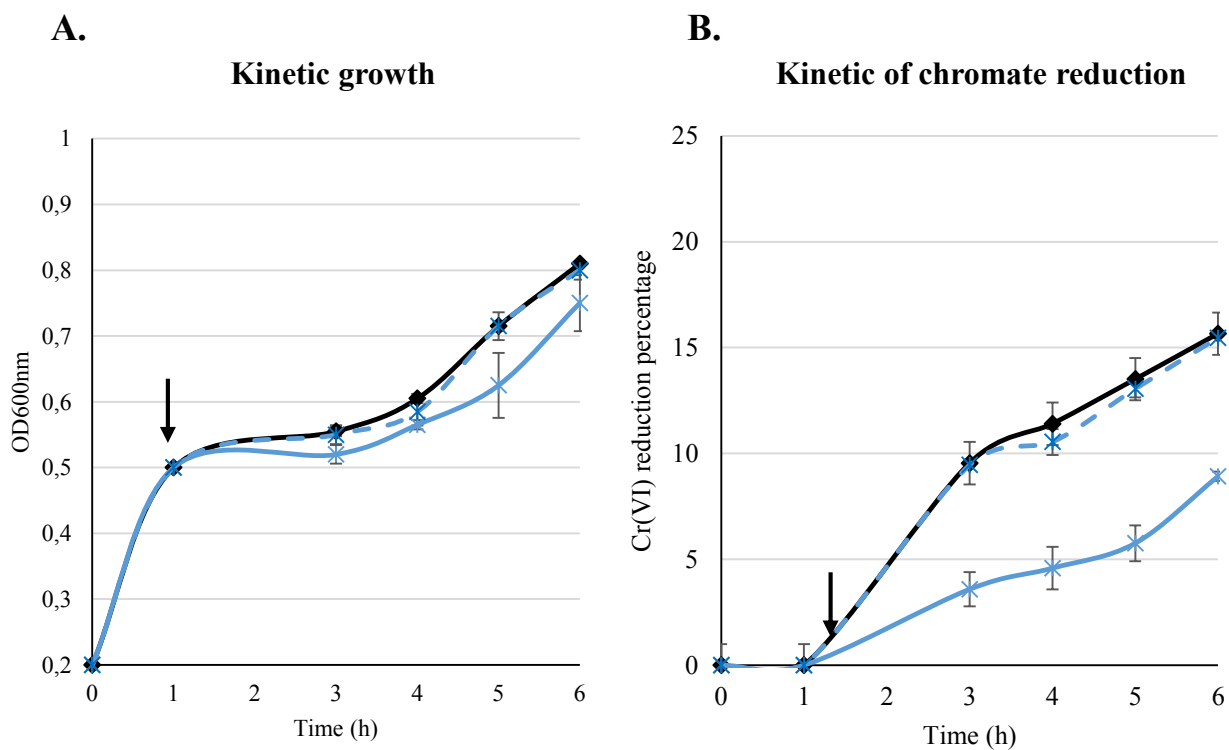 A.
Kinetic growth
1
0,9
0,8
0,7
0,6
0,5
0,4
0,3
0,2
OD600nm
0 1 2 3 4 5 6
Time (h)
B.
Kinetic of chromate reduction
25
20
15
10
5
0
Cr(VI) reduction percentage
0 1 2 3 4 5 6
Time (h)